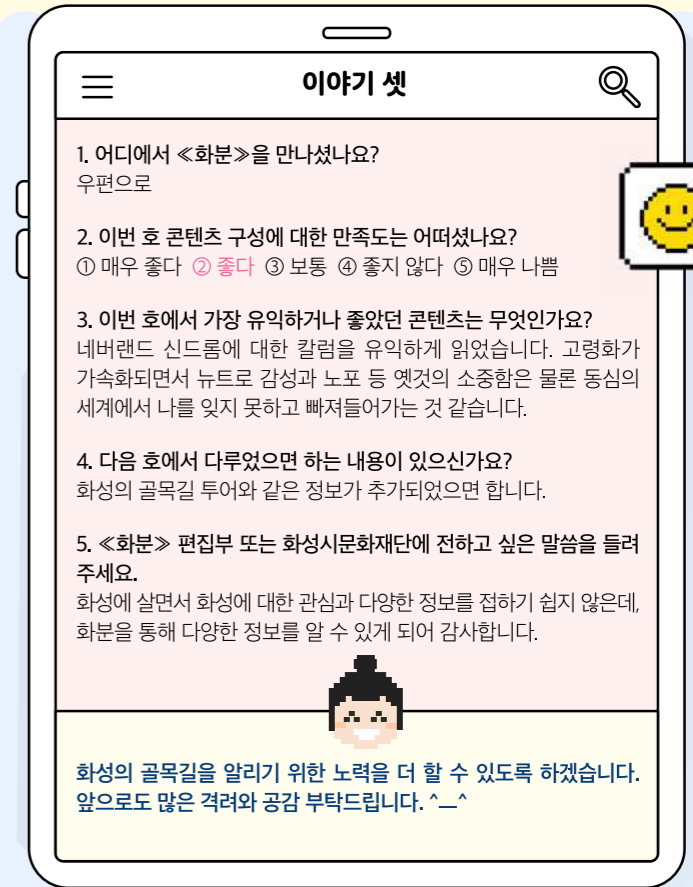 이야기 셋
1. 어디에서 ≪화분≫을 만나셨나요?
우편으로
2. 이번 호 콘텐츠 구성에 대한 만족도는 어떠셨나요?
① 매우 좋다 ② 좋다 ③ 보통 ④ 좋지 않다 ⑤ 매우 나쁨
3. 이번 호에서 가장 유익하거나 좋았던 콘텐츠는 무엇인가요?
네버랜드 신드롬에 대한 칼럼을 유익하게 읽었습니다. 고령화가
가속화되면서 뉴트로 감성과 노포 등 옛것의 소중함은 물론 동심의
세계에서 나를 잊지 못하고 빠져들어가는 것 같습니다.
4. 다음 호에서 다루었으면 하는 내용이 있으신가요?
화성의 골목길 투어와 같은 정보가 추가되었으면 합니다.
5. ≪화분≫ 편집부 또는 화성시문화재단에 전하고 싶은 말씀을 들려
주세요.
화성에 살면서 화성에 대한 관심과 다양한 정보를 접하기 쉽지 않은데,
화분을 통해 다양한 정보를 알 수 있게 되어 감사합니다.
화성의 골목길을 알리기 위한 노력을 더 할 수 있도록 하겠습니다.
앞으로도 많은 격려와 공감 부탁드립니다. ^ㅡ^